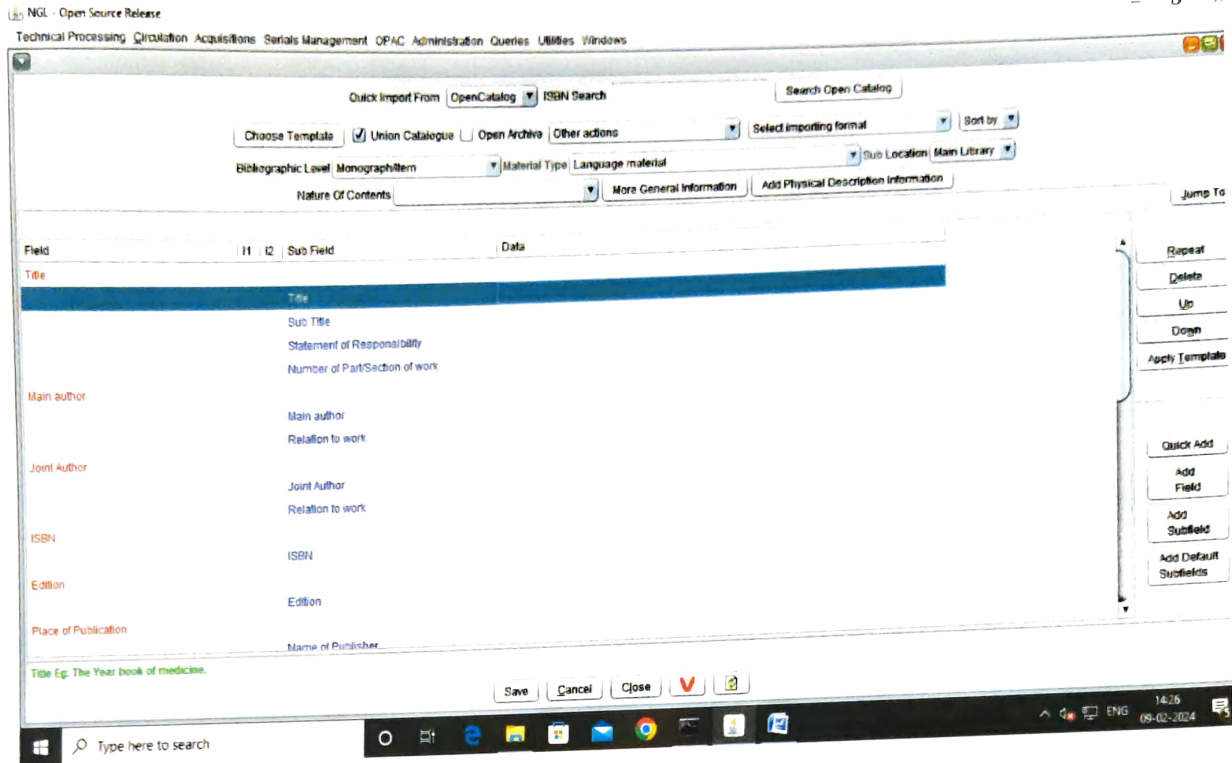 NGL - Open Source Release
Technical Processing Circulation Acquisitions Serials Management OPAC Administration Queries Utilities Windows
Quick Import From OpenCatalog ISBN Search Search Open Catalog
Choose Template Union Catalogue Open Archive Other actions Select importing format Sort by
Bibliographic Level Monograph/Item Material Type Language material Sub Location Main Library
Nature Of Contents More General Information Add Physical Description Information
Jump To
Field I1 I2 Sub Field Data
Title
Title
Sub Title
Statement of Responsibility
Number of Part/Section of work
Main author
Main author
Relation to work
Joint Author
Joint Author
Relation to work
ISBN
ISBN
Edition
Edition
Place of Publication
Name of Publisher
Repeat
Delete
Up
Down
Apply Template
Quick Add
Add
Field
Add
Subfield
Add Default
Subfields
Title Eg: The Year book of medicine.
Save Cancel Close
Type here to search
ENG
14:26
09-02-2024